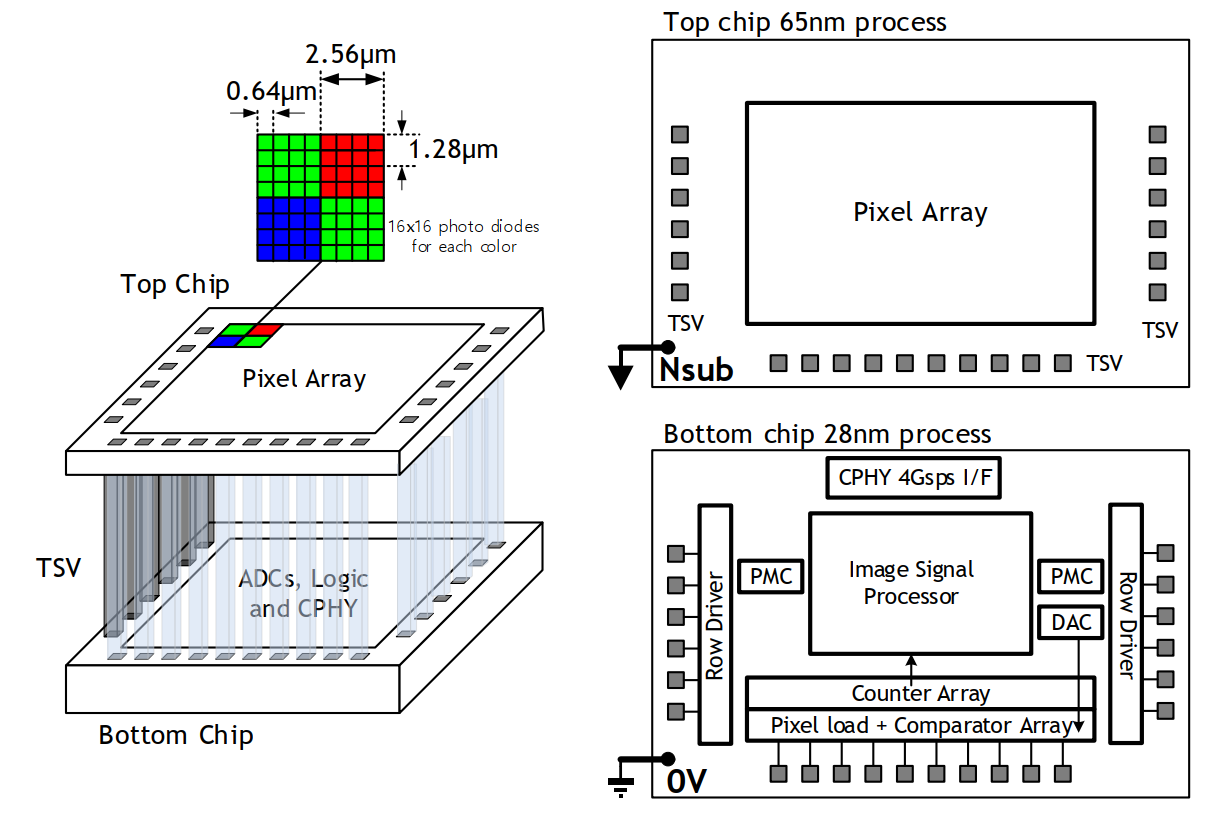 2.56μm
0.64μm
1.28μm
16x16 photo diodes
for each color
Top Chip
Pixel Array
TSV
ADCs, Logic
and CPHY
Bottom Chip
Top chip 65nm process
Pixel Array
TSV
TSV
Nsub
TSV
Bottom chip 28nm process
CPHY 4Gsps I/F
Row Driver
PMC
Image Signal
Processor
PMC
DAC
Row Driver
Counter Array
Pixel load + Comparator Array
0V